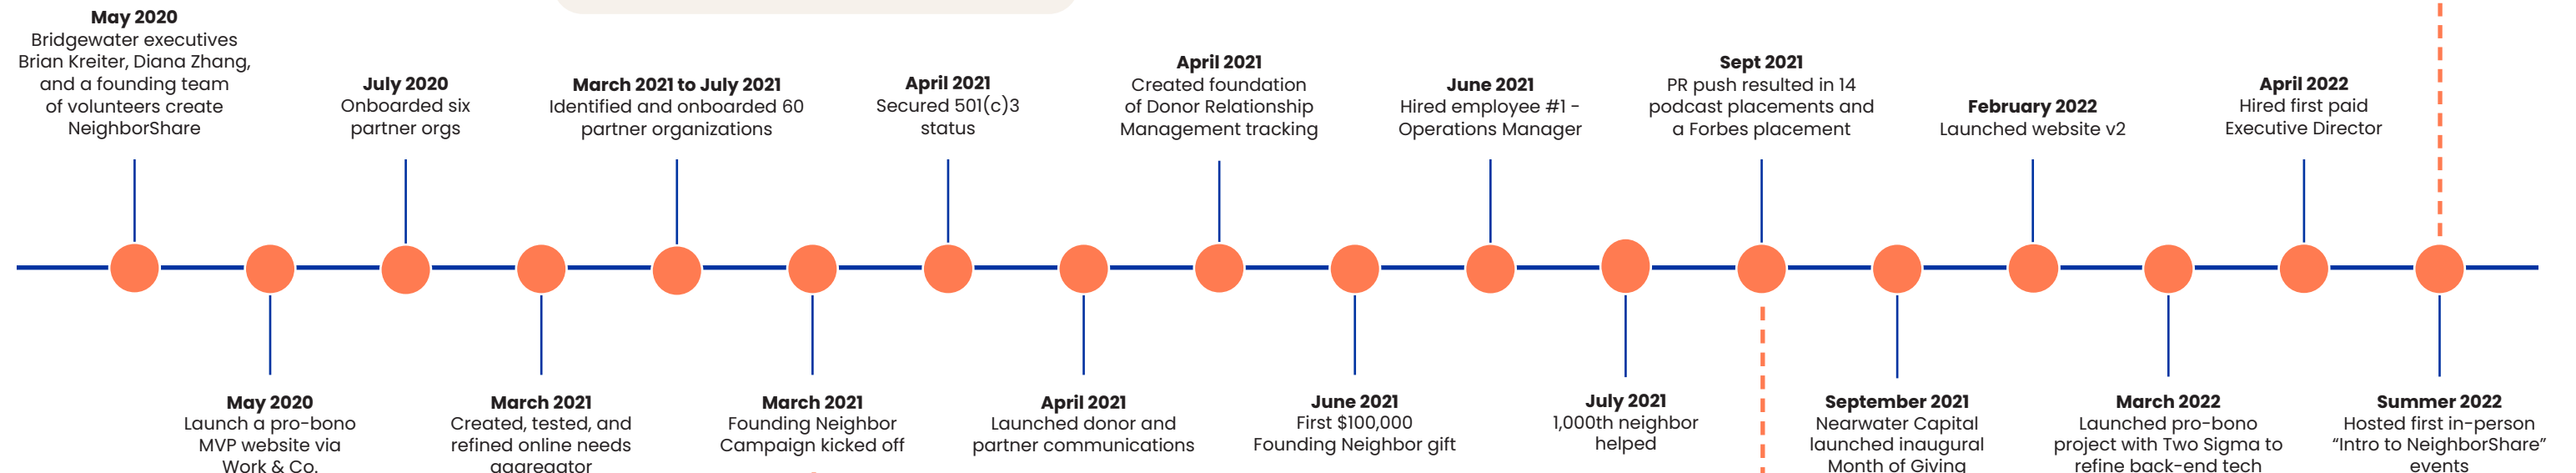 May 2020
Bridgewater executives
Brian Kreiter, Diana Zhang,
and a founding team
of volunteers create
NeighborShare
July 2020
Onboarded six
partner orgs
March 2021 to July 2021
Identified and onboarded 60
partner organizations
April 2021
Secured 501(c)3
status
April 2021
Created foundation
of Donor Relationship
Management tracking
June 2021
Hired employee #1 -
Operations Manager
Sept 2021
PR push resulted in 14
podcast placements and
a Forbes placement
February 2022
Launched website v2
April 2022
Hired first paid
Executive Director
May 2020
Launch a pro-bono
MVP website via
Work & Co.
March 2021
Created, tested, and
refined online needs
aggregator
March 2021
Founding Neighbor
Campaign kicked off
April 2021
Launched donor and
partner communications
June 2021
First $100,000
Founding Neighbor gift
July 2021
1,000th neighbor
helped
September 2021
Nearwater Capital
launched inaugural
Month of Giving
March 2022
Launched pro-bono
project with Two Sigma to
refine back-end tech
Summer 2022
Hosted first in-person
“Intro to NeighborShare”
events